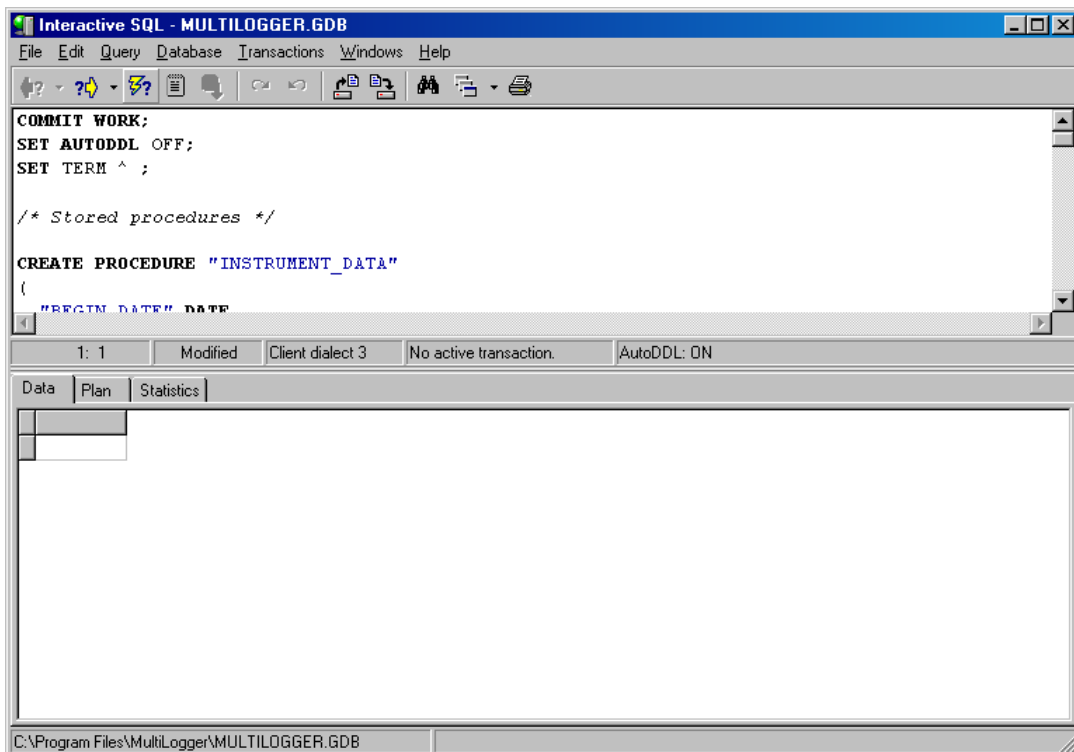 Interactive SQL - MULTILOGGER.GDB
File Edit Query Database Transactions Windows Help
COMMIT WORK;
SET AUTODDL OFF;
SET TERM ^ ;
/* Stored procedures */
CREATE PROCEDURE "INSTRUMENT_DATA"
(
"BEGIN_DATE" DATE
1: 1 Modified Client dialect 3 No active transaction. AutoDDL: ON
Data Plan Statistics
C:\Program Files\MultiLogger\MULTILOGGER.GDB